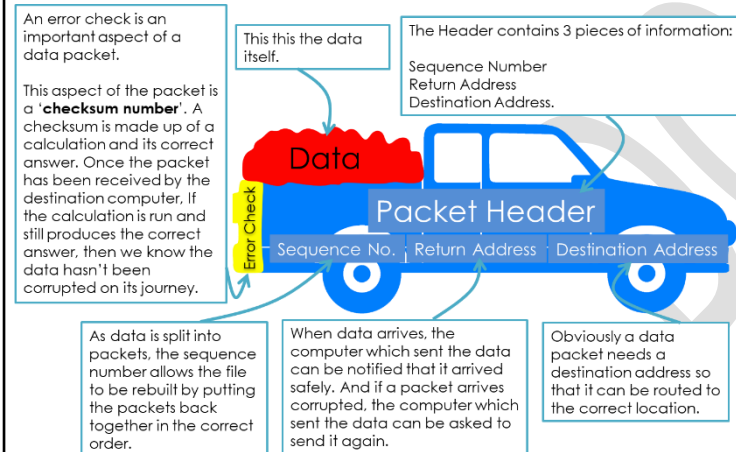 An error check is an
important aspect of a
data packet.
This aspect of the packet is
a ‘checksum number’. A
checksum is made up of a
calculation and its correct
answer. Once the packet
has been received by the
destination computer, If
the calculation is run and
still produces the correct
answer, then we know the
data hasn’t been
corrupted on its journey.
This this the data
itself.
The Header contains 3 pieces of information:
Sequence Number
Return Address
Destination Address.
Data
Error Check
Packet Header
Sequence No.
Return Address
Destination Address
As data is split into
packets, the sequence
number allows the file
to be rebuilt by putting
the packets back
together in the correct
order.
When data arrives, the
computer which sent the data
can be notified that it arrived
safely. And if a packet arrives
corrupted, the computer which
sent the data can be asked to
send it again.
Obviously a data
packet needs a
destination address so
that it can be routed to
the correct location.